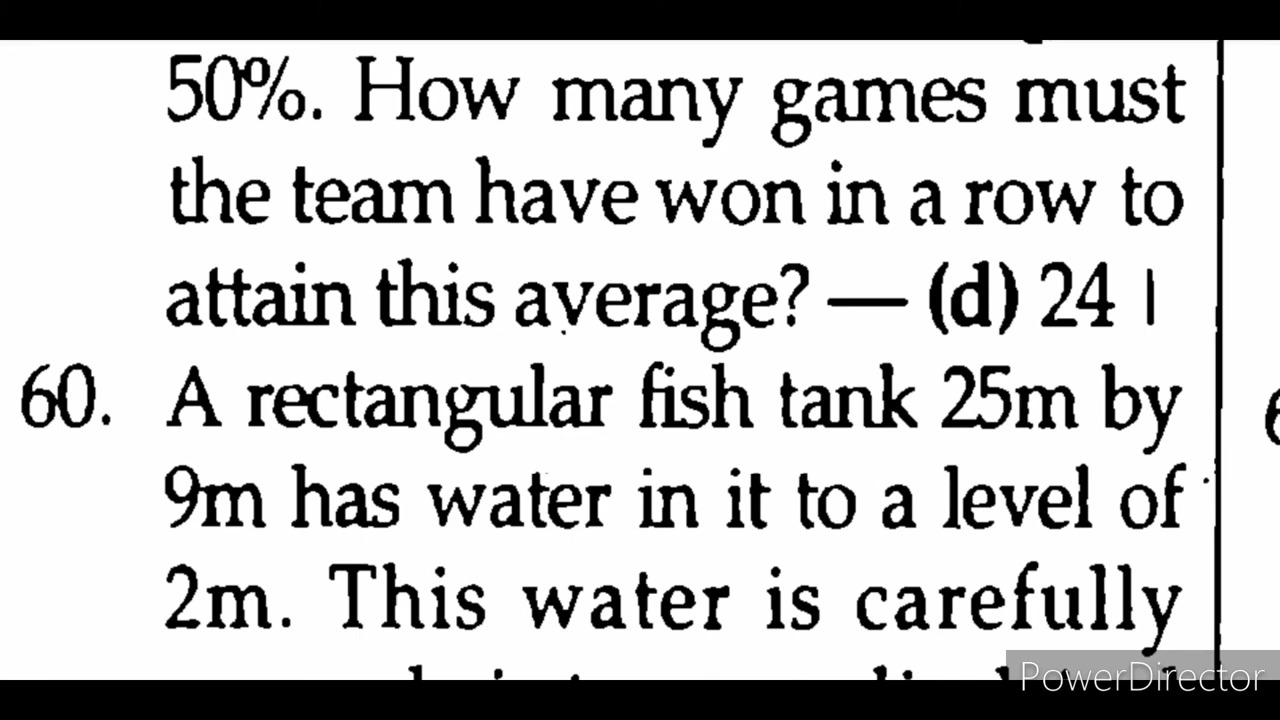 50%. How many games must
the team have won in a row to
attain this average? — (d) 24 |
60. A rectangular fish tank 25m by
9m has water in it to a level of
2m. This water is carefully
PowerDirector